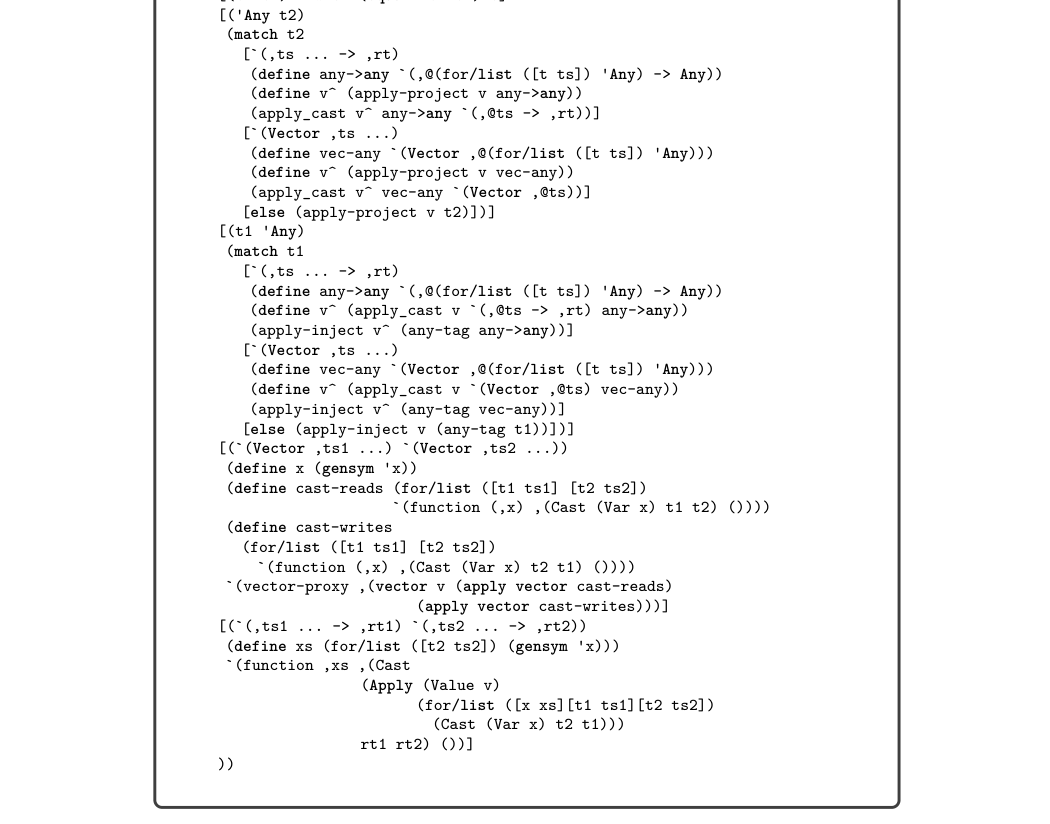 [('Any t2)
(match t2
[`(,ts ... -> ,rt)
(define any->any `(,@(for/list ([t ts]) 'Any) -> Any))
(define v^ (apply-project v any->any))
(apply_cast v^ any->any `(,@ts -> ,rt))]
[`(Vector ,ts ...)
(define vec-any `(Vector ,@(for/list ([t ts]) 'Any)))
(define v^ (apply-project v vec-any))
(apply_cast v^ vec-any `(Vector ,@ts))]
[else (apply-project v t2)])]
[(t1 'Any)
(match t1
[`(,ts ... -> ,rt)
(define any->any `(,@(for/list ([t ts]) 'Any) -> Any))
(define v^ (apply_cast v `(,@ts -> ,rt) any->any))
(apply-inject v^ (any-tag any->any))]
[`(Vector ,ts ...)
(define vec-any `(Vector ,@(for/list ([t ts]) 'Any)))
(define v^ (apply_cast v `(Vector ,@ts) vec-any))
(apply-inject v^ (any-tag vec-any))]
[else (apply-inject v (any-tag t1))])]
[(`(Vector ,ts1 ...) `(Vector ,ts2 ...))
(define x (gensym 'x))
(define cast-reads (for/list ([t1 ts1] [t2 ts2])
`(function (,x) ,(Cast (Var x) t1 t2) ())))
(define cast-writes
(for/list ([t1 ts1] [t2 ts2])
`(function (,x) ,(Cast (Var x) t2 t1) ())))
`(vector-proxy ,(vector v (apply vector cast-reads)
(apply vector cast-writes)))]
[(`(,ts1 ... -> ,rt1) `(,ts2 ... -> ,rt2))
(define xs (for/list ([t2 ts2]) (gensym 'x)))
`(function ,xs ,(Cast
(Apply (Value v)
(for/list ([x xs][t1 ts1][t2 ts2])
(Cast (Var x) t2 t1)))
rt1 rt2) ())]
))